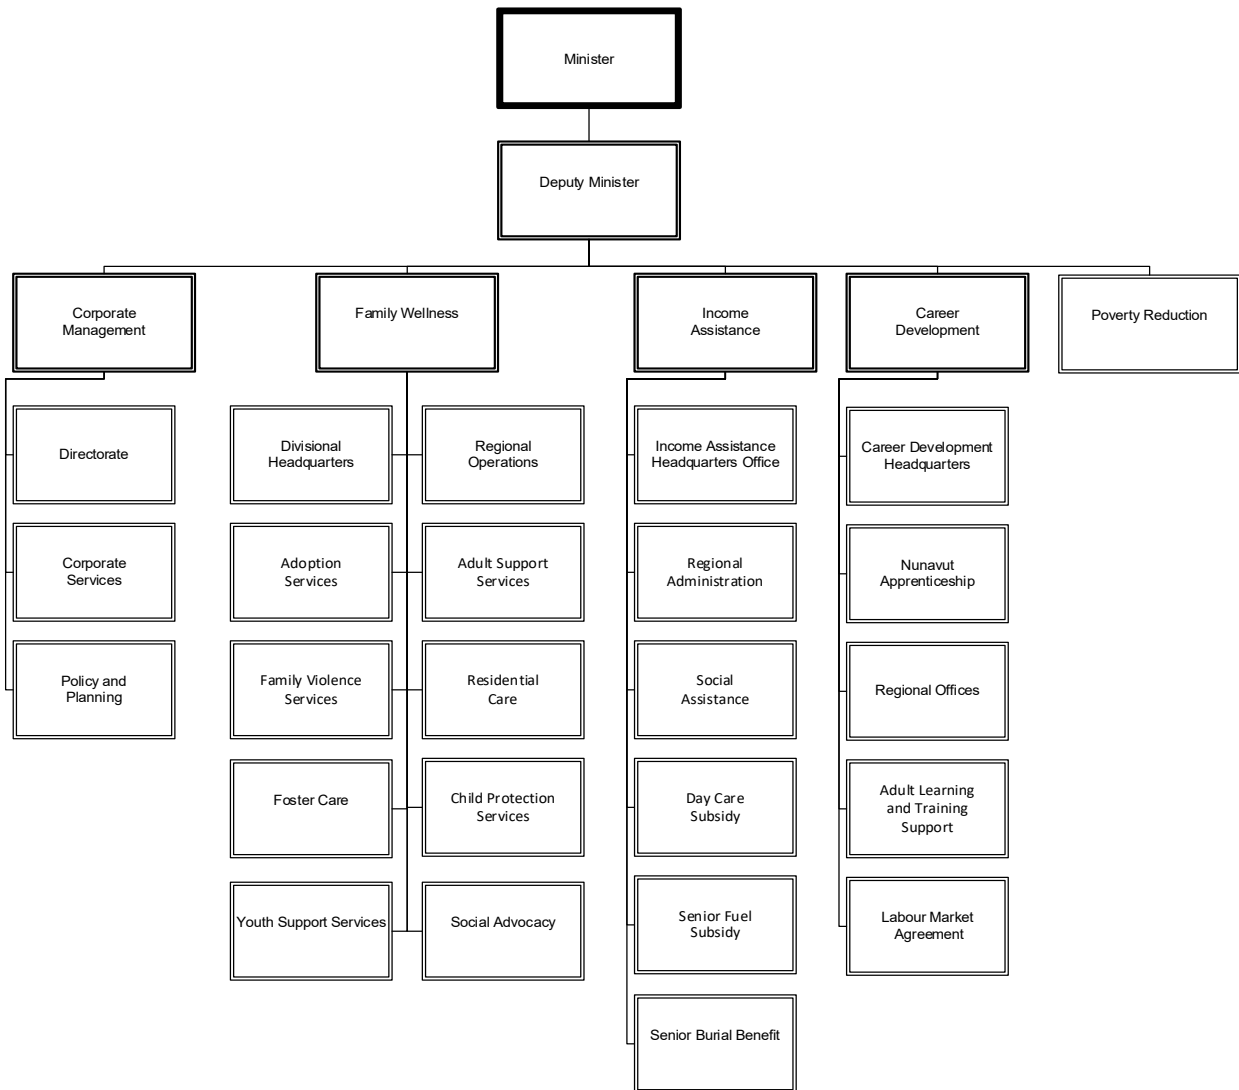 Minister
Deputy Minister
Corporate
Management
Family Wellness
Income
Assistance
Career
Development
Poverty Reduction
Directorate
Corporate
Services
Policy and
Planning
Divisional
Headquarters
Regional
Operations
Adoption
Services
Adult Support
Services
Family Violence
Services
Residential
Care
Foster Care
Child Protection
Services
Youth Support Services
Social Advocacy
Income Assistance
Headquarters Office
Regional
Administration
Social
Assistance
Day Care
Subsidy
Senior Fuel
Subsidy
Senior Burial Benefit
Career Development
Headquarters
Nunavut
Apprenticeship
Regional Offices
Adult Learning
and Training
Support
Labour Market
Agreement